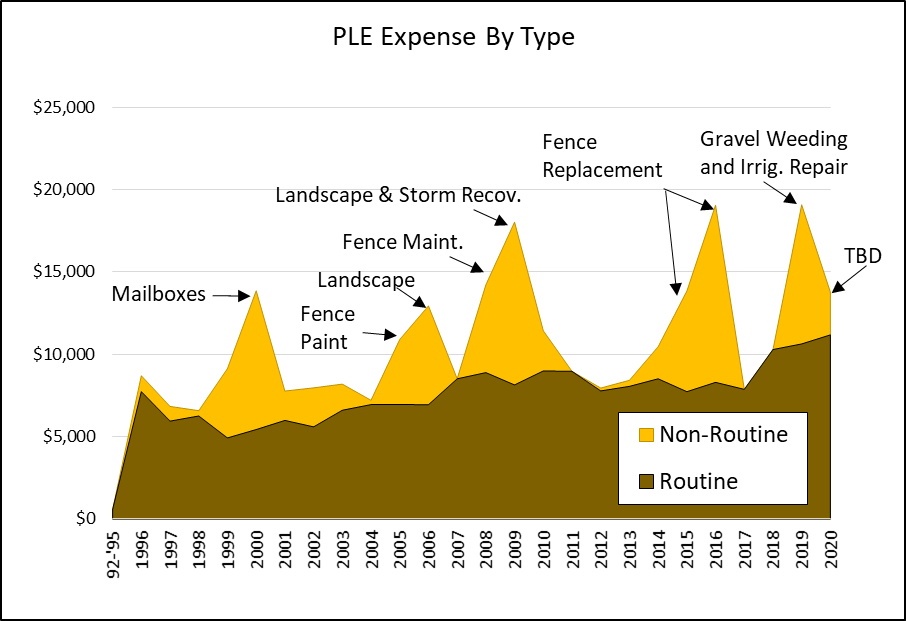 PLE Expense By Type
$25,000
$20,000
$15,000
$10,000
$5,000
$0
Mailboxes
Fence
Paint
Landscape
Fence Maint.
Landscape & Storm Recov.
Fence
Replacement
Gravel Weeding
and Irrig. Repair
TBD
Non-Routine
Routine
92-'95
1996
1997
1998
1999
2000
2001
2002
2003
2004
2005
2006
2007
2008
2009
2010
2011
2012
2013
2014
2015
2016
2017
2018
2019
2020